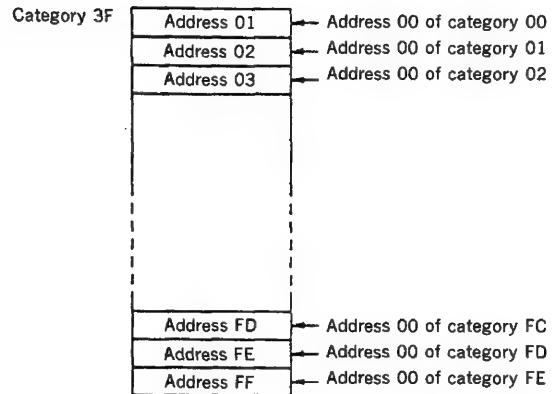 Category 3F
Address 01 Address 00 of category 00
Address 02 Address 00 of category 01
Address 03 Address 00 of category 02
Address FD Address 00 of category FC
Address FE Address 00 of category FD
Address FF Address 00 of category FE